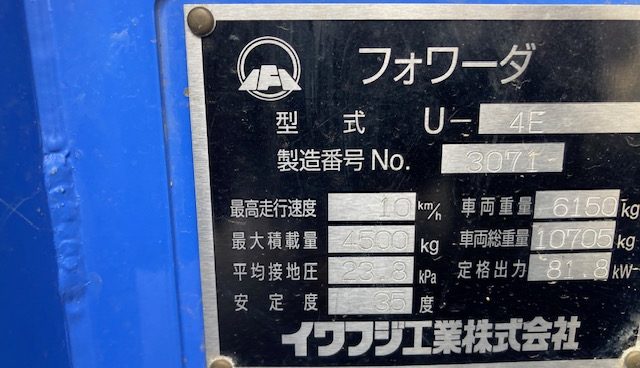 フォワーダ
型式 U-4E
製造番号 No. 3071
最高走行速度 10 km/h 車両重量 6150 kg
最大積載量 4500 kg 車両総重量 10705 kg
平均接地圧 23.8 kPa 定格出力 81.8 kW
安定度 35 度
イワフジ工業株式会社